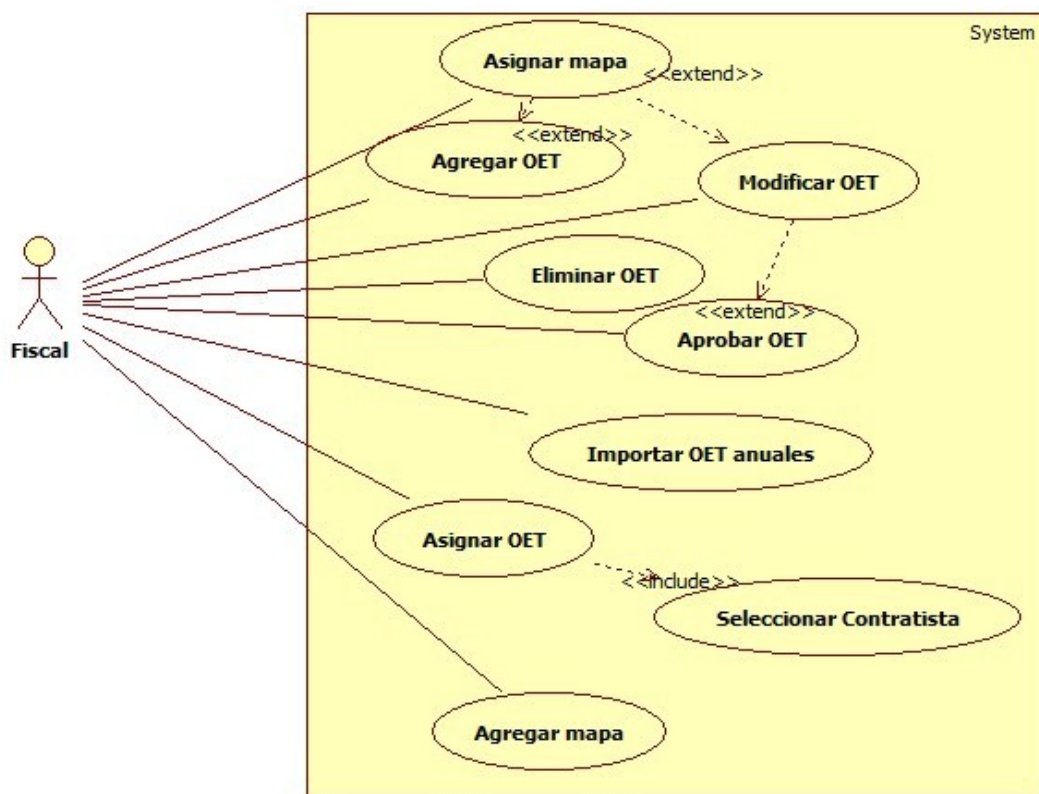 System
Asignar mapa
<<extend>>
<<extend>>
Agregar OET
Modificar OET
Eliminar OET
Fiscal
<<extend>>
Aprobar OET
Importar OET anuales
Asignar OET
<<include>>
Seleccionar Contratista
Agregar mapa